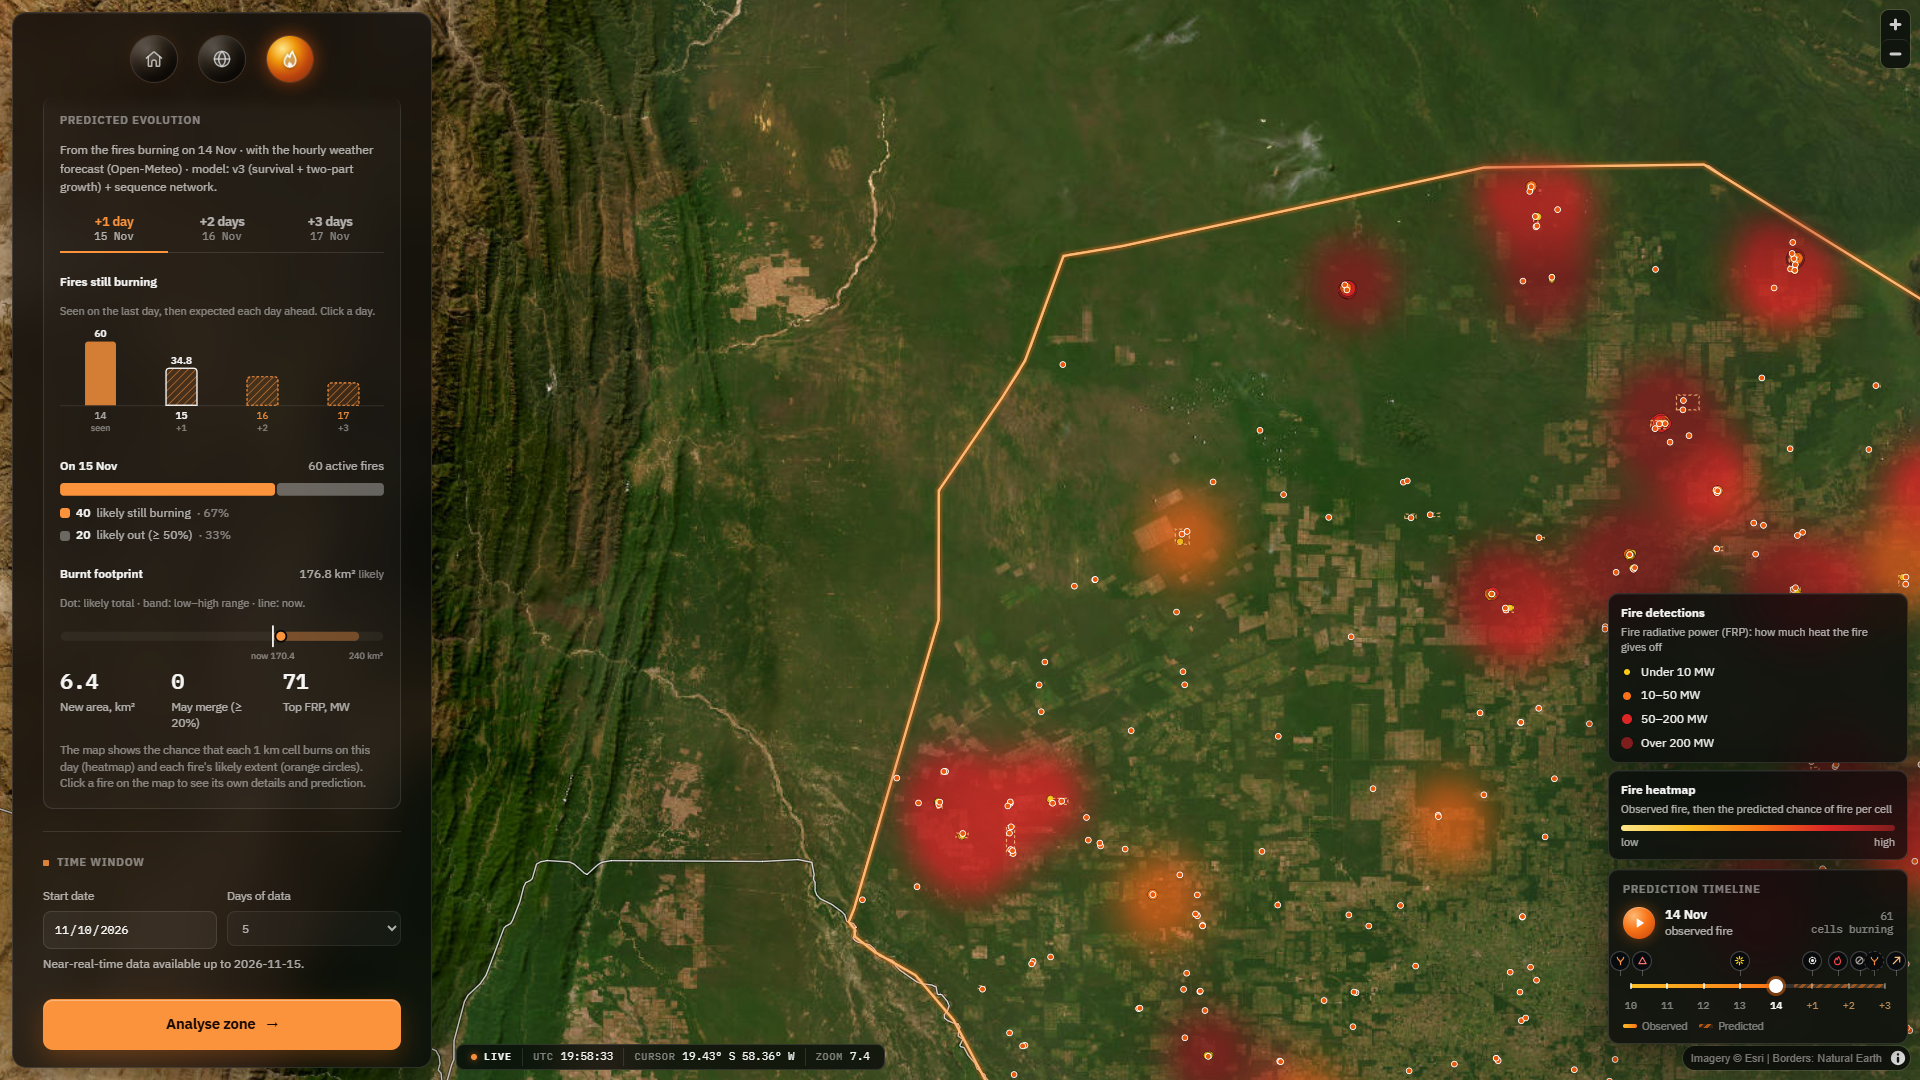 PREDICTED EVOLUTION
From the fires burning on 14 Nov · with the hourly weather
forecast (Open-Meteo) · model: v3 (survival + two-part
growth) + sequence network.
+1 day
15 Nov
+2 days
16 Nov
+3 days
17 Nov
Fires still burning
Seen on the last day, then expected each day ahead. Click a day.
60
34.8
14
seen
15
+1
16
+2
17
+3
On 15 Nov
60 active fires
40 likely still burning · 67%
20 likely out (≥ 50%) · 33%
Burnt footprint
176.8 km² likely
Dot: likely total · band: low–high range · line: now.
now 170.4
240 km²
6.4
New area, km²
0
May merge (≥
20%)
71
Top FRP, MW
The map shows the chance that each 1 km cell burns on this
day (heatmap) and each fire's likely extent (orange circles).
Click a fire on the map to see its own details and prediction.
TIME WINDOW
Start date
11/10/2026
Days of data
5
Near-real-time data available up to 2026-11-15.
Analyse zone →
LIVE
UTC 19:58:33
CURSOR 19.43° S 58.36° W
ZOOM 7.4
+
−
Fire detections
Fire radiative power (FRP): how much heat the fire
gives off
Under 10 MW
10–50 MW
50–200 MW
Over 200 MW
Fire heatmap
Observed fire, then the predicted chance of fire per cell
low
high
PREDICTION TIMELINE
14 Nov
observed fire
61
cells burning
10
11
12
13
14
+1
+2
+3
Observed
Predicted
Imagery © Esri | Borders: Natural Earth